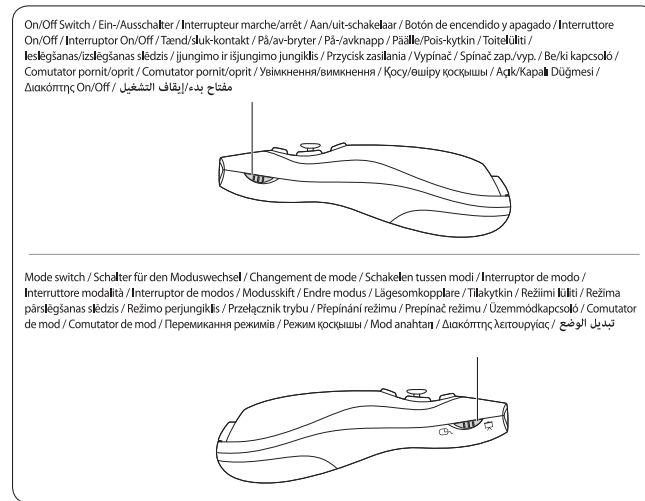 On/Off Switch / Ein-/Ausschalter / Interrupteur marche/arrêt / Aan/uit-schakelaar / Botón de encendido y apagado / Interruttore
On/Off / Interruptor On/Off / Tænd/sluk-kontakt / På/av-bryter / På-/avknapp / Päälle/Pois-kytkin / Toitelüliti /
Ieslēgšanas/izslēgšanas slēdzis / įjungimo ir išjungimo jungiklis / Przycisk zasilania / Vypínač / Spínač zap./vyp. / Be/ki kapcsoló /
Comutator pornit/oprit / Comutator pornit/oprit / Увімкнення/вимкнення / Қосу/өшіру қосқышы / Açık/Kapalı Düğmesi /
Διακόπτης On/Off / مفتاح بدء/إيقاف التشغيل
Mode switch / Schalter für den Moduswechsel / Changement de mode / Schakelen tussen modi / Interruptor de modo /
Interruttore modalità / Interruptor de modos / Modusskift / Endre modus / Lägesomkopplare / Tilakytkin / Režiimi lüliti / Režīma
pārslēgšanas slēdzis / Režimo perjungiklis / Przełącznik trybu / Přepínání režimu / Prepínač režimu / Üzemmódkapcsoló / Comutator
de mod / Comutator de mod / Перемикання режимів / Режим қосқышы / Mod anahtarı / Διακόπτης λειτουργίας / تبديل الوضع